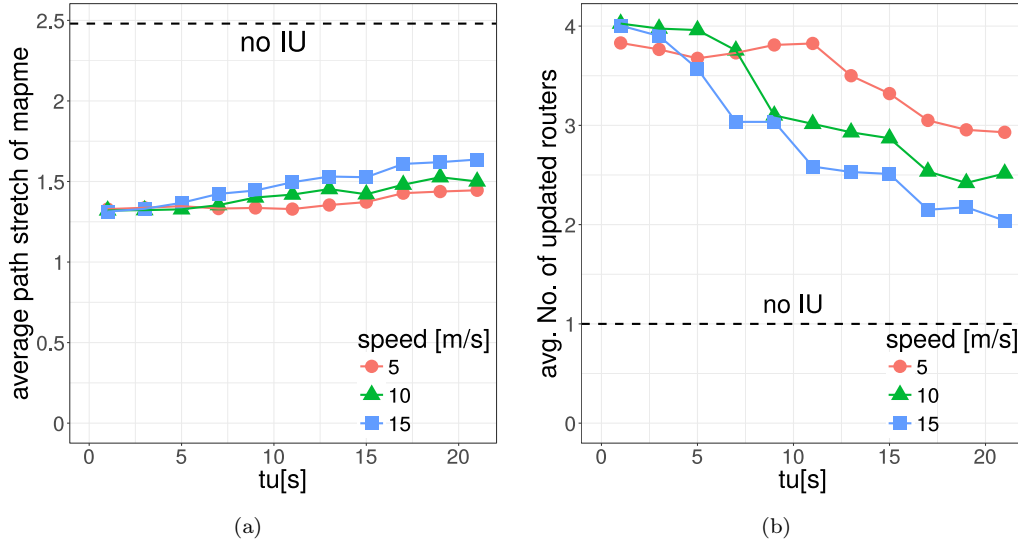 average path stretch of mapme
2.5
2
1.5
1
0.5
0
no IU
speed [m/s]
5
10
15
0
5
10
15
20
tu[s]
(a)
avg. No. of updated routers
4
3
2
1
0
no IU
speed [m/s]
5
10
15
0
5
10
15
20
tu[s]
(b)